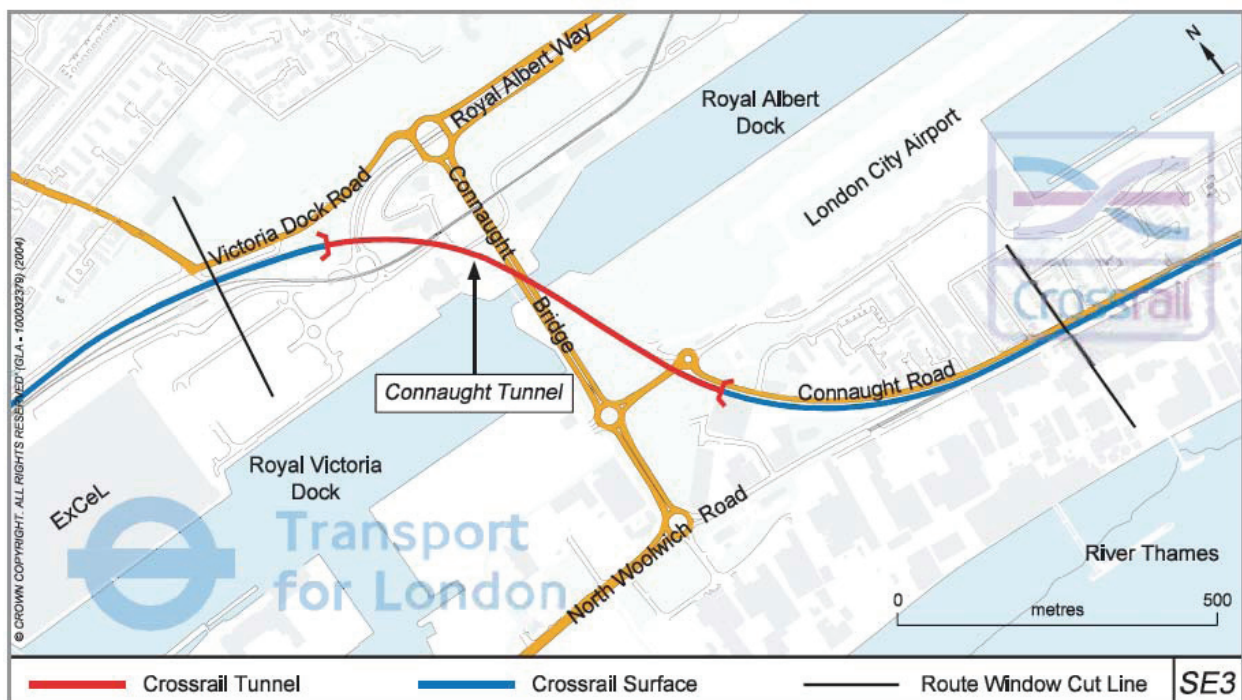 Royal Albert Way
N
Royal Albert
Dock
London City Airport
Victoria Dock Road
Connaught
Bridge
Crossrail
Connaught Tunnel
Connaught Road
Royal Victoria
Dock
ExCeL
Transport
for London
North Woolwich Road
River Thames
0 500
metres
© CROWN COPYRIGHT. ALL RIGHTS RESERVED" (GLA - 100032379) (2004)
Crossrail Tunnel
Crossrail Surface
Route Window Cut Line
SE3